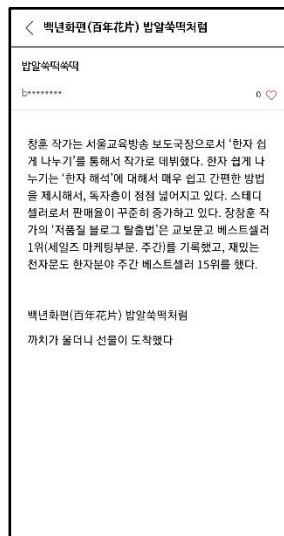 백년화편(百年花片) 밥알쑥떡처럼
밥알쑥떡쑥떡
b********
0
창훈 작가는 서울교육방송 보도국장으로서 ‘한자 쉽
게 나누기’를 통해서 작가로 데뷔했다. 한자 쉽게 나
누기는 ‘한자 해석’에 대해서 매우 쉽고 간편한 방법
을 제시해서, 독자층이 점점 넓어지고 있다. 스테디
셀러로서 판매율이 꾸준히 증가하고 있다. 장창훈 작
가의 ‘저품질 블로그 탈출법’은 교보문고 베스트셀러
1위(세일즈 마케팅부문. 주간)를 기록했고, 재밌는
천자문도 한자분야 주간 베스트셀러 15위를 했다.
백년화편(百年花片) 밥알쑥떡처럼
까치가 울더니 선물이 도착했다